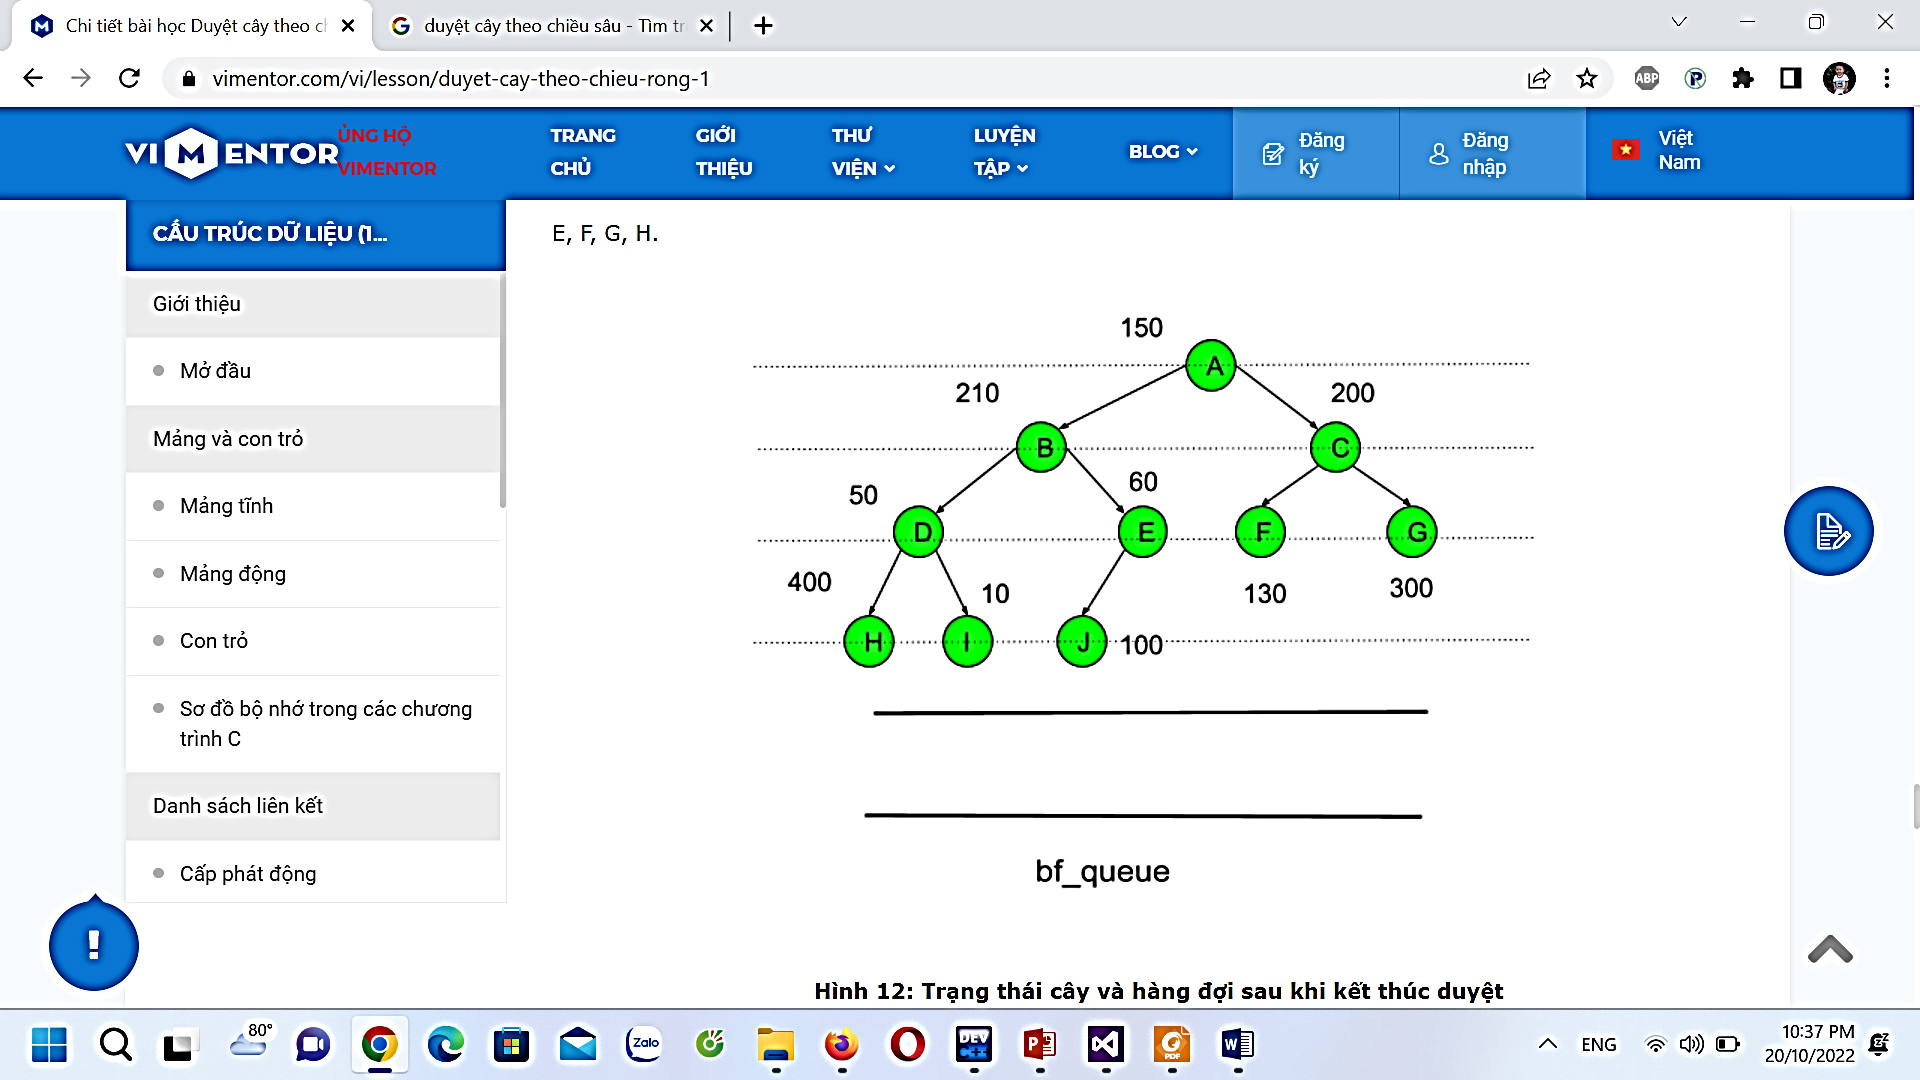 Chi tiết bài học Duyệt cây theo ch
duyệt cây theo chiều sâu - Tìm tr
vimentor.com/vi/lesson/duyet-cay-theo-chieu-rong-1
ABP
VIMENTOR
ỦNG HỘ
VIMENTOR
TRANG
CHỦ
GIỚI
THIỆU
THƯ
VIỆN
LUYỆN
TẬP
BLOG
Đăng
ký
Đăng
nhập
Việt
Nam
CẤU TRÚC DỮ LIỆU (1...
Giới thiệu
Mở đầu
Mảng và con trỏ
Mảng tĩnh
Mảng động
Con trỏ
Sơ đồ bộ nhớ trong các chương
trình C
Danh sách liên kết
Cấp phát động
E, F, G, H.
150
A
210
200
B
C
50
60
D
E
F
G
400
10
130
300
H
I
J
100
bf_queue
Hình 12: Trạng thái cây và hàng đợi sau khi kết thúc duyệt
!
80°
Zalo
DEV
C++
PDF
ENG
10:37 PM
20/10/2022